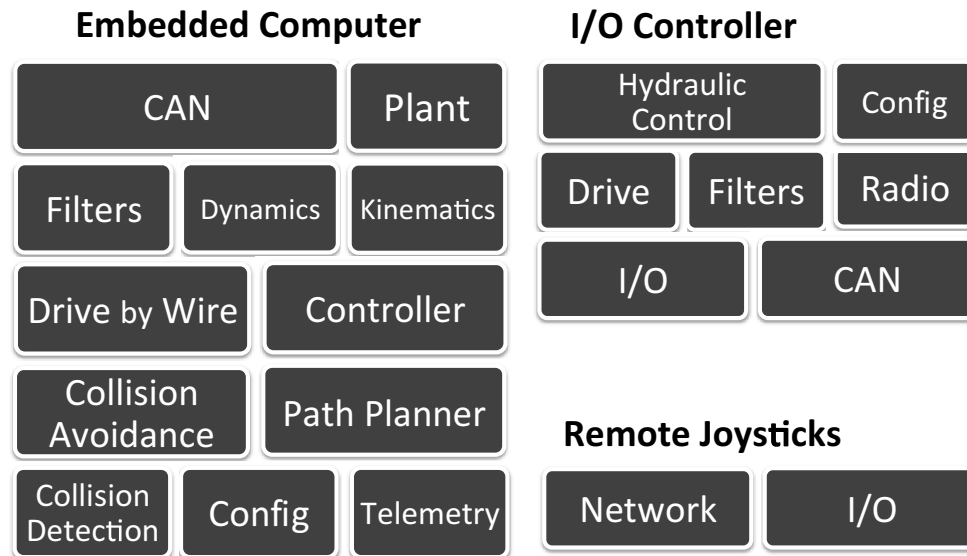 Embedded Computer
CAN
Plant
Filters
Dynamics
Kinematics
Drive by Wire
Controller
Collision
Avoidance
Path Planner
Collision
Detection
Config
Telemetry
I/O Controller
Hydraulic
Control
Config
Drive
Filters
Radio
I/O
CAN
Remote Joysticks
Network
I/O